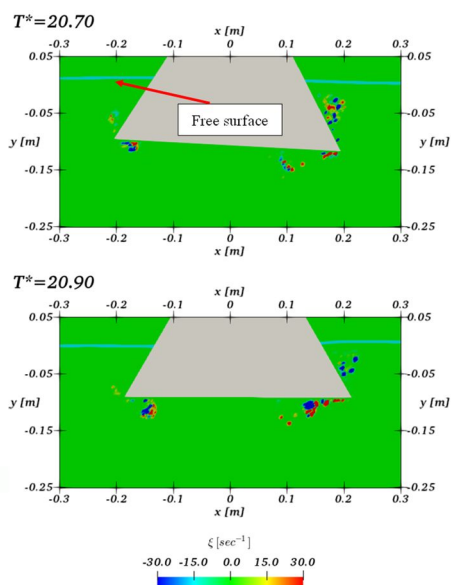 T*=20.70
x [m]
-0.3 -0.2 -0.1 0 0.1 0.2 0.3
0.05 0.05
Free surface
-0.05 -0.05
y [m] y [m]
-0.15 -0.15
-0.25 -0.25
-0.3 -0.2 -0.1 0 0.1 0.2 0.3
x [m]
T*=20.90
x [m]
-0.3 -0.2 -0.1 0 0.1 0.2 0.3
0.05 0.05
-0.05 -0.05
y [m] y [m]
-0.15 -0.15
-0.25 -0.25
-0.3 -0.2 -0.1 0 0.1 0.2 0.3
x [m]
ξ [sec⁻¹]
-30.0 -15.0 0.0 15.0 30.0